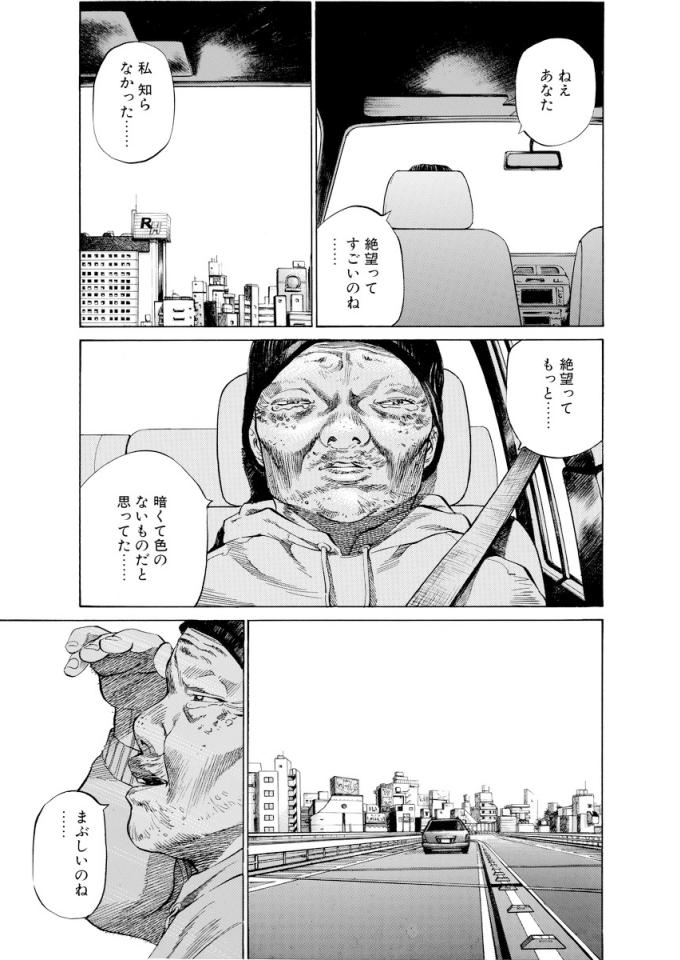 ねえ
あなた
絶望って
すごいのね
……
私 知ら
なかった……
RH
絶望って
もっと……
暗くて色の
ないものだと
思ってた……
まぶしいのね
……